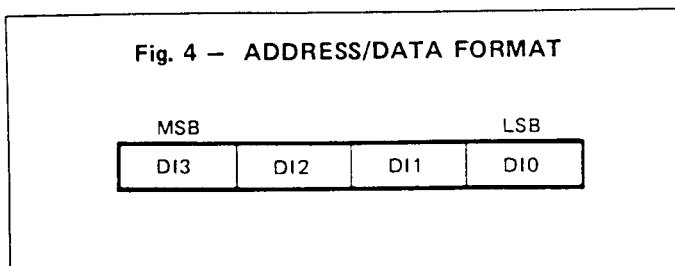 Fig. 4 — ADDRESS/DATA FORMAT
MSB LSB
DI3 DI2 DI1 DI0